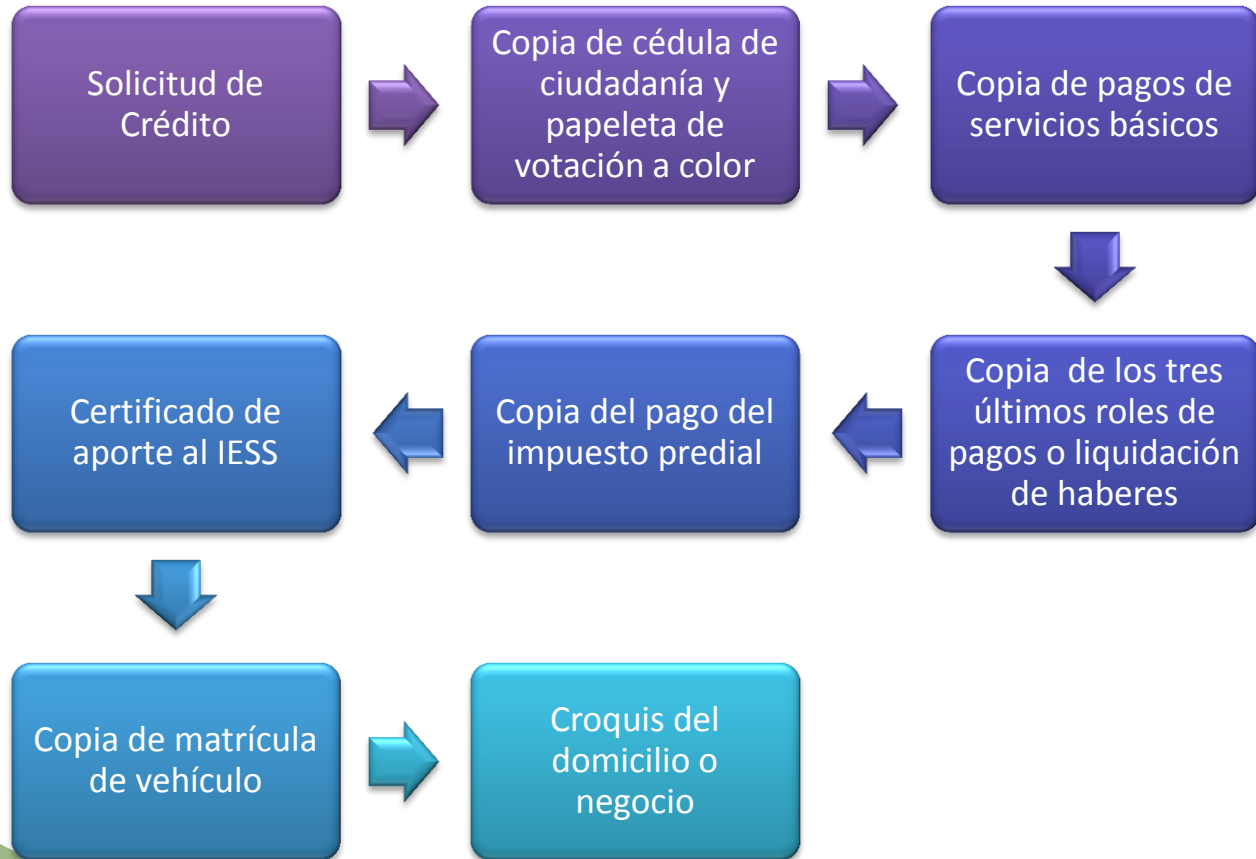 Solicitud de
Crédito
Copia de cédula de
ciudadanía y
papeleta de
votación a color
Copia de pagos de
servicios básicos
Copia de los tres
últimos roles de
pagos o liquidación
de haberes
Copia del pago del
impuesto predial
Certificado de
aporte al IESS
Copia de matrícula
de vehículo
Croquis del
domicilio o
negocio